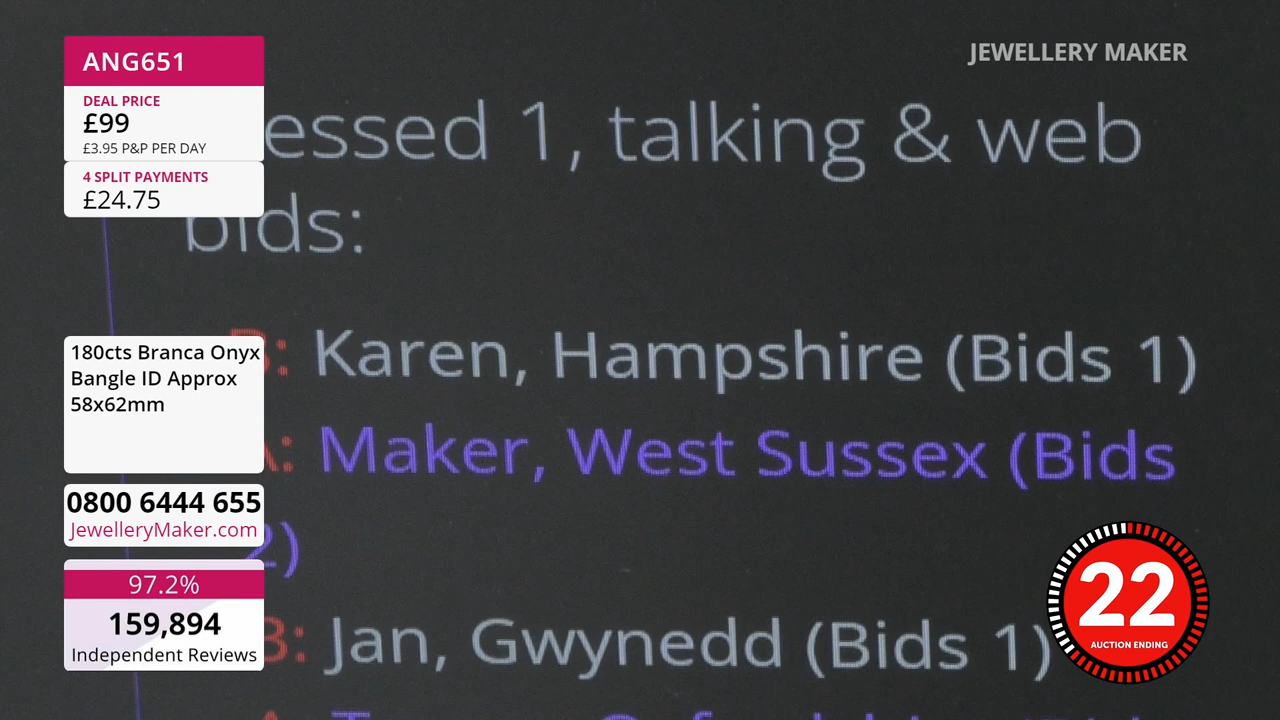 ANG651
DEAL PRICE
£99
£3.95 P&P PER DAY
4 SPLIT PAYMENTS
£24.75
180cts Branca Onyx
Bangle ID Approx
58x62mm
0800 6444 655
JewelleryMaker.com
97.2%
159,894
Independent Reviews
JEWELLERY MAKER
essed 1, talking & web
bids:
B: Karen, Hampshire (Bids 1)
A: Maker, West Sussex (Bids
2)
B: Jan, Gwynedd (Bids 1)
22
AUCTION ENDING